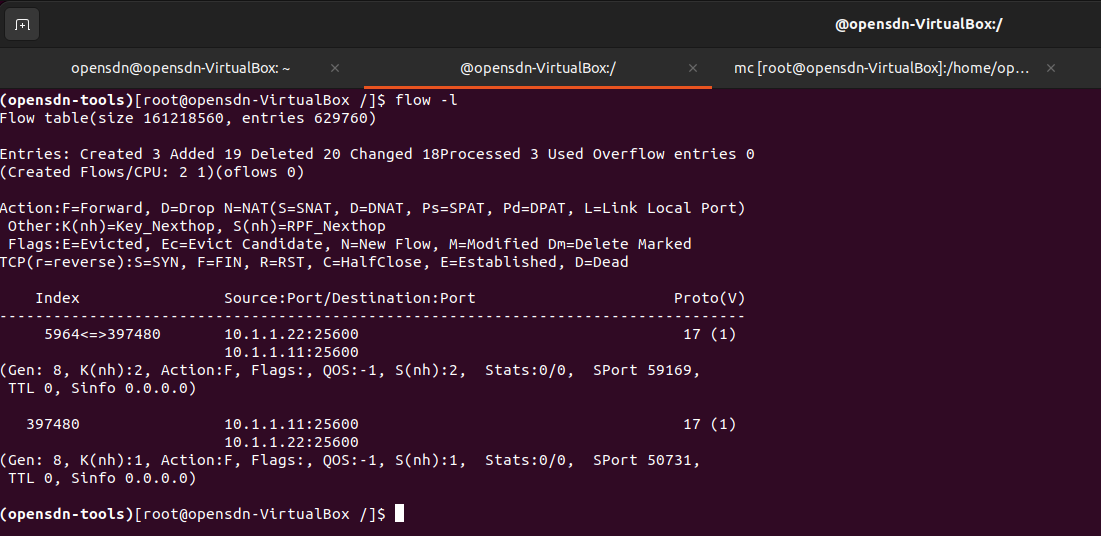 @opensdn-VirtualBox:/
opensdn@opensdn-VirtualBox: ~ × @opensdn-VirtualBox:/ × mc [root@opensdn-VirtualBox]:/home/op… ×
(opensdn-tools)[root@opensdn-VirtualBox /]$ flow -l
Flow table(size 161218560, entries 629760)
Entries: Created 3 Added 19 Deleted 20 Changed 18Processed 3 Used Overflow entries 0
(Created Flows/CPU: 2 1)(oflows 0)
Action:F=Forward, D=Drop N=NAT(S=SNAT, D=DNAT, Ps=SPAT, Pd=DPAT, L=Link Local Port)
 Other:K(nh)=Key_Nexthop, S(nh)=RPF_Nexthop
 Flags:E=Evicted, Ec=Evict Candidate, N=New Flow, M=Modified Dm=Delete Marked
TCP(r=reverse):S=SYN, F=FIN, R=RST, C=HalfClose, E=Established, D=Dead
    Index                Source:Port/Destination:Port                      Proto(V)
-----------------------------------------------------------------------------------
     5964<=>397480       10.1.1.22:25600                                    17 (1)
                         10.1.1.11:25600
(Gen: 8, K(nh):2, Action:F, Flags:, QOS:-1, S(nh):2,  Stats:0/0,  SPort 59169,
 TTL 0, Sinfo 0.0.0.0)
   397480                10.1.1.11:25600                                    17 (1)
                         10.1.1.22:25600
(Gen: 8, K(nh):1, Action:F, Flags:, QOS:-1, S(nh):1,  Stats:0/0,  SPort 50731,
 TTL 0, Sinfo 0.0.0.0)
(opensdn-tools)[root@opensdn-VirtualBox /]$